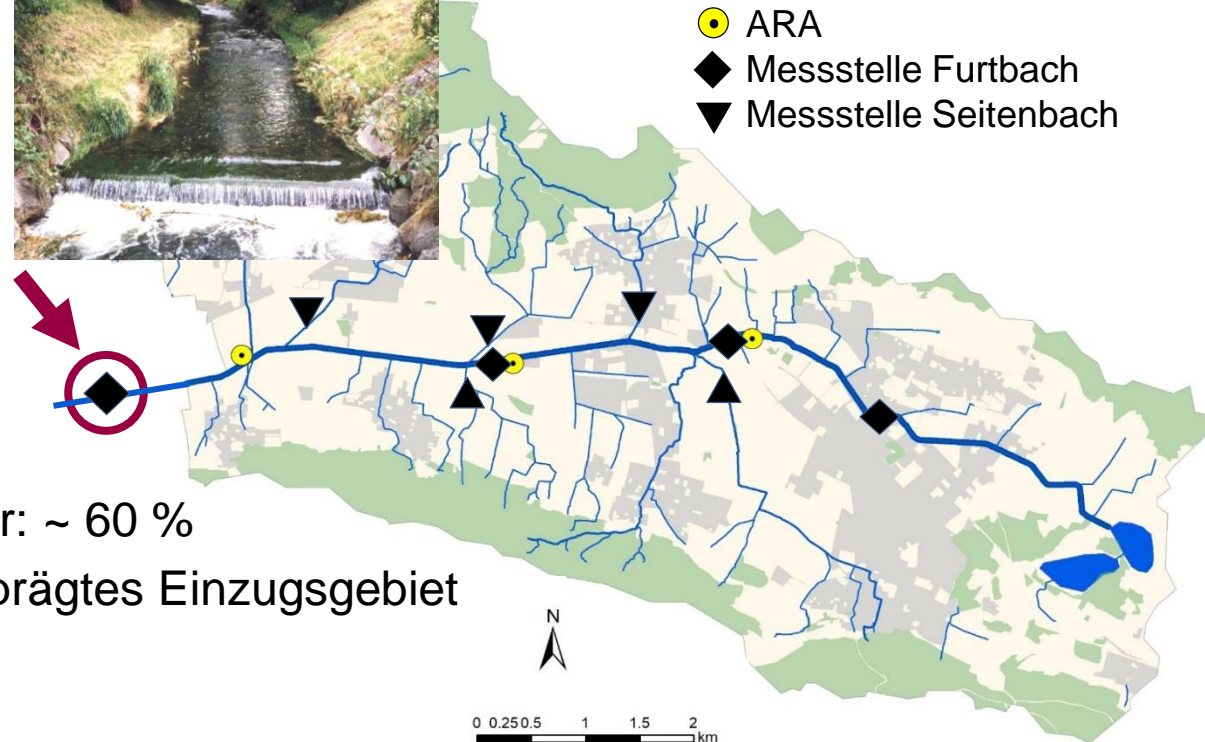 ARA
Messstelle Furtbach
Messstelle Seitenbach
r: ~ 60 %
prägtes Einzugsgebiet
N
0 0.25 0.5 1 1.5 2
km